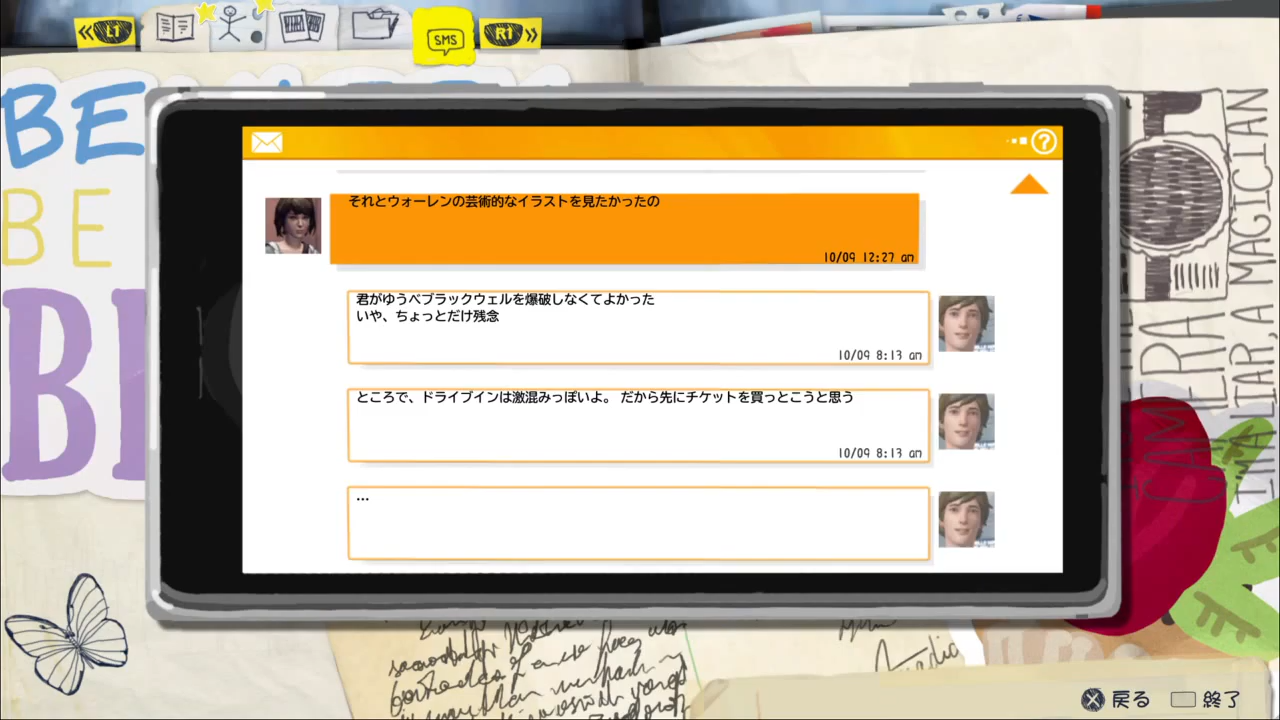 L1
SMS
R1
BE
BE
BE
それとウォーレンの芸術的なイラストを見たかったの
10/09 12:27 am
君がゆうべブラックウェルを爆破しなくてよかった
いや、ちょっとだけ残念
10/09 8:13 am
ところで、ドライブインは激混みっぽいよ。 だから先にチケットを買っとこうと思う
10/09 8:13 am
...
CAMERA
TAR, A MAGICIAN
戻る
終了